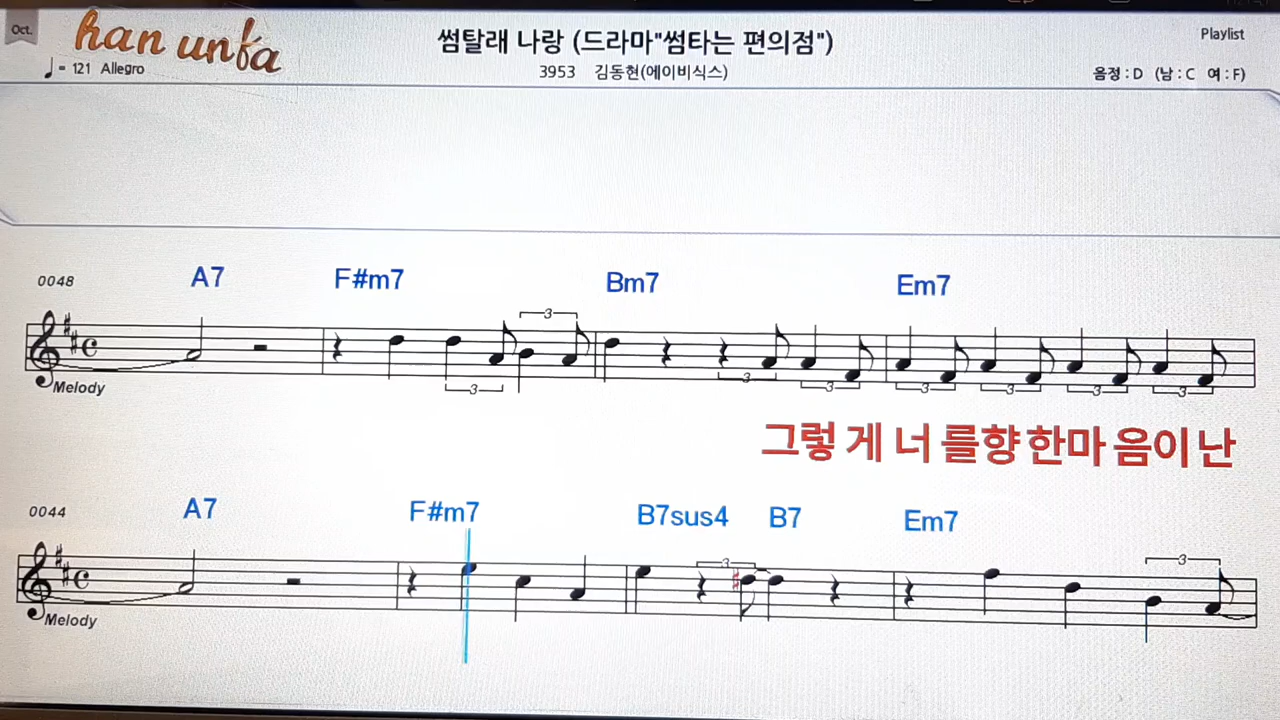 Oct.
han unfa
썸탈래 나랑 (드라마"썸타는 편의점")
Playlist
= 121 Allegro
3953 김동현(에이비식스)
음정 : D (남 : C 여 : F)
0048 A7 F#m7 Bm7 Em7
3
3 3 3 3 3 3 3
Melody
그렇 게 너 를향 한마 음이 난
0044 A7 F#m7 B7sus4 B7 Em7
3 3
Melody